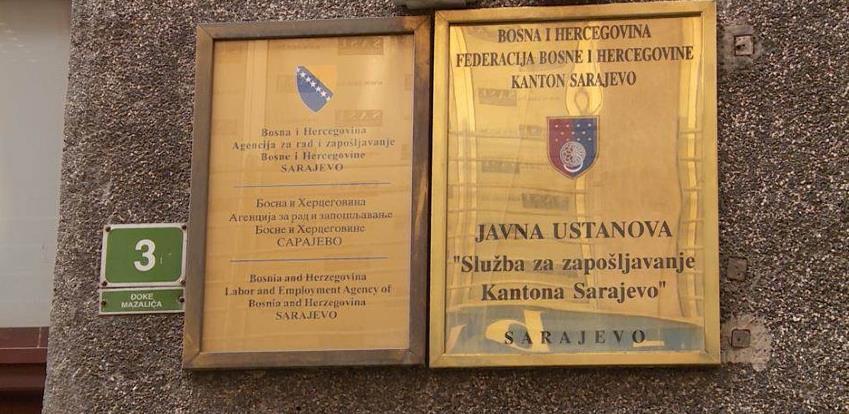 3
ĐOKE
MAZALIĆA
Bosna i Hercegovina
Agencija za rad i zapošljavanje
Bosne i Hercegovine
SARAJEVO
Босна и Херцеговина
Агенција за рад и запошљавање
Босне и Херцеговине
САРАЈЕВО
Bosnia and Herzegovina
Labor and Employment Agency of
Bosnia and Herzegovina
SARAJEVO
BOSNA I HERCEGOVINA
FEDERACIJA BOSNE I HERCEGOVINE
KANTON SARAJEVO
JAVNA USTANOVA
"Služba za zapošljavanje
Kantona Sarajevo"
SARAJEVO